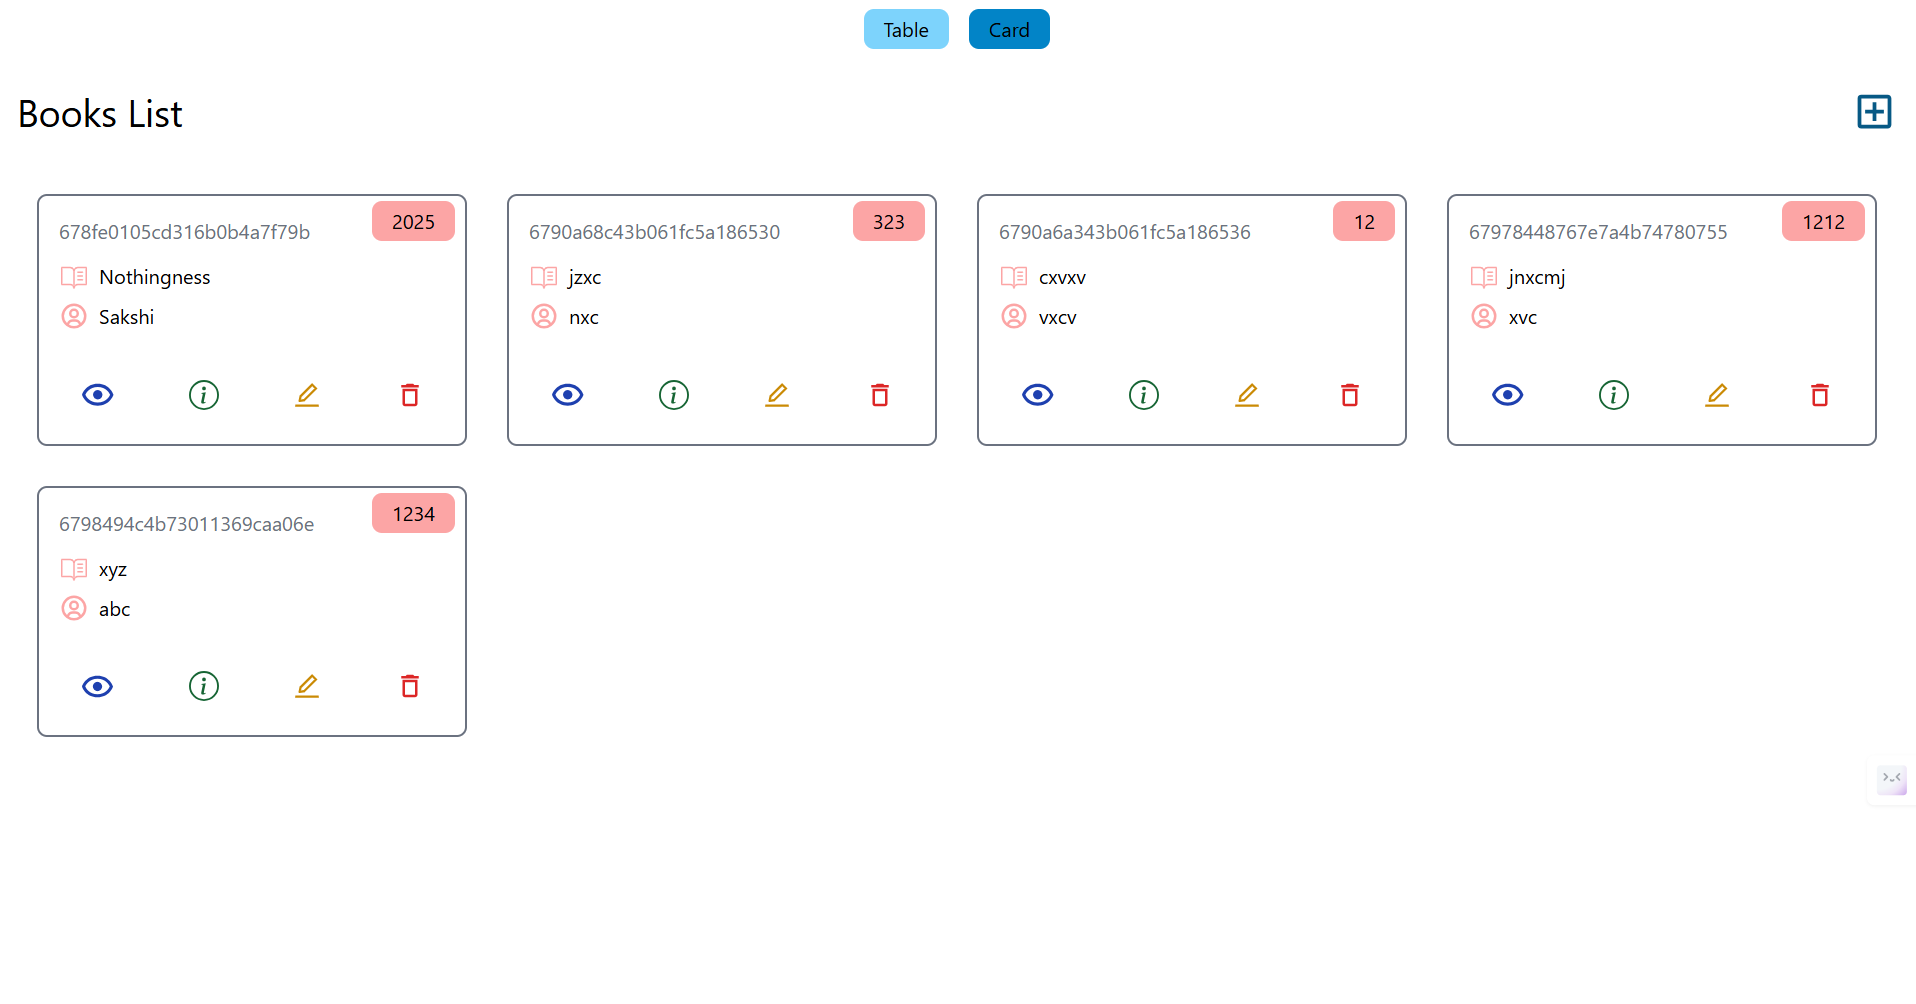 Table
Card
Books List
678fe0105cd316b0b4a7f79b
2025
Nothingness
Sakshi
6790a68c43b061fc5a186530
323
jzxc
nxc
6790a6a343b061fc5a186536
12
cxvxv
vxcv
67978448767e7a4b74780755
1212
jnxcmj
xvc
6798494c4b73011369caa06e
1234
xyz
abc